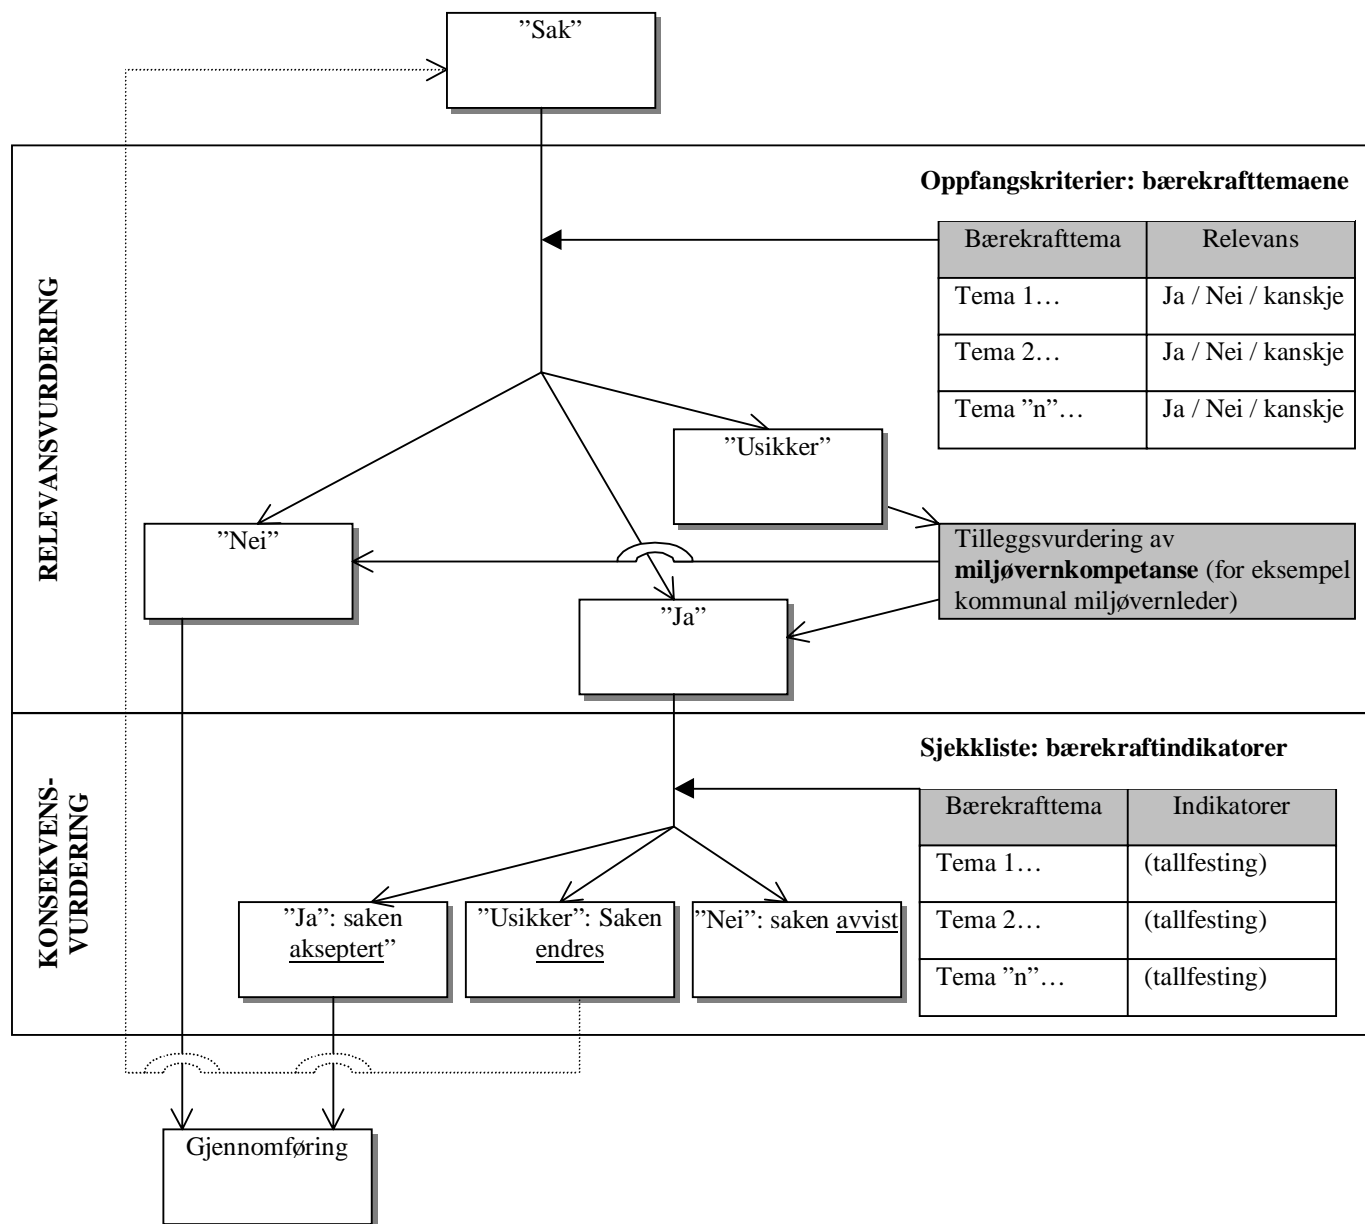 ”Sak”
RELEVANSVURDERING
Oppfangskriterier: bærekrafttemaene
Bærekrafttema Relevans
Tema 1… Ja / Nei / kanskje
Tema 2… Ja / Nei / kanskje
Tema ”n”… Ja / Nei / kanskje
”Usikker”
”Nei”
Tilleggsvurdering av
miljøvernkompetanse (for eksempel
kommunal miljøvernleder)
”Ja”
KONSEKVENS-
VURDERING
Sjekkliste: bærekraftindikatorer
Bærekrafttema Indikatorer
Tema 1… (tallfesting)
Tema 2… (tallfesting)
Tema ”n”… (tallfesting)
”Ja”: saken
akseptert”
”Usikker”: Saken
endres
”Nei”: saken avvist
Gjennomføring